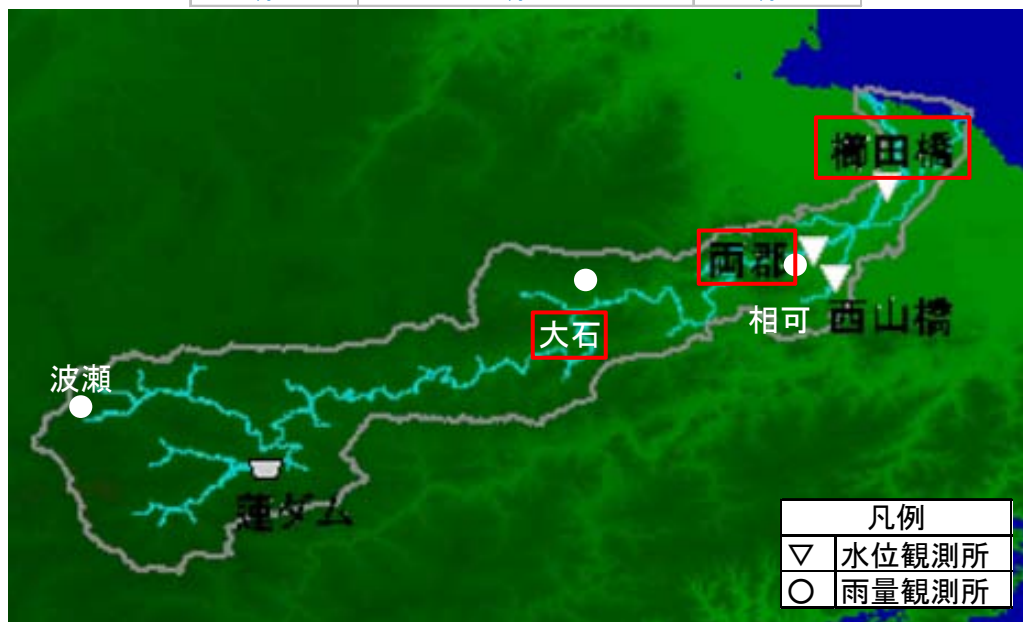 櫛田橋
両郡
相可
西山橋
大石
波瀬
蓮ダム
凡例
▽ 水位観測所
○ 雨量観測所